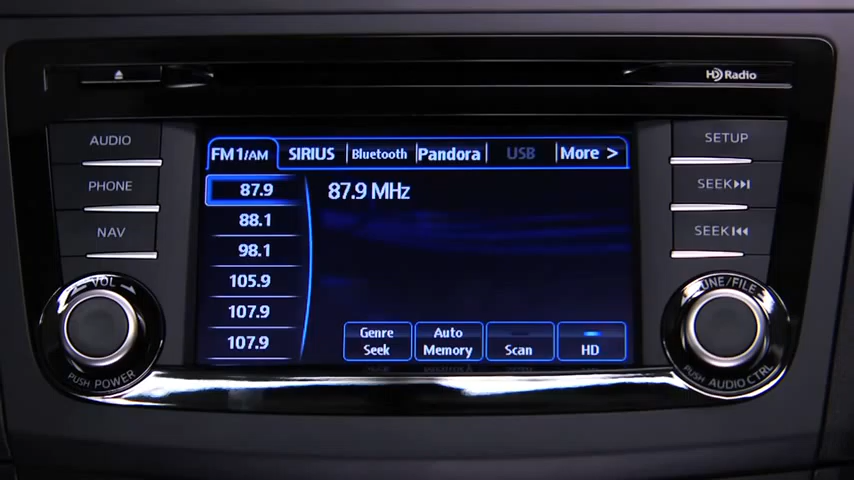 HD Radio
AUDIO
PHONE
NAV
VOL
PUSH POWER
FM1/AM SIRIUS Bluetooth Pandora USB More >
87.9
88.1
98.1
105.9
107.9
107.9
87.9 MHz
Genre Seek
Auto Memory
Scan
HD
SETUP
SEEK
SEEK
TUNE/FILE
PUSH AUDIO CTRL